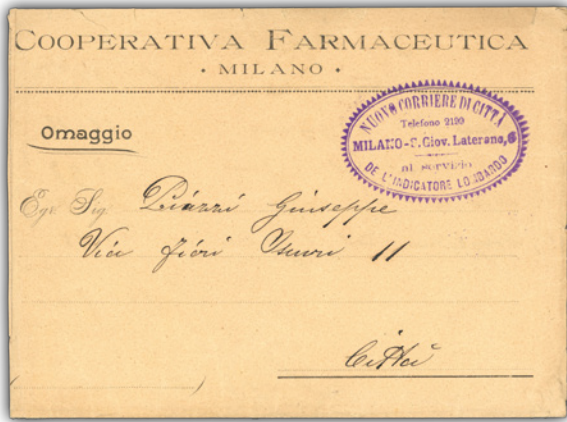 COOPERATIVA FARMACEUTICA
• MILANO •
NUOVO CORRIERE DI CITTÀ
Telefono 2190
MILANO-S. Giov. Laterano, 6
al servizio
DE L'INDICATORE LOMBARDO
Omaggio
Egr. Sig. Piazzi Giuseppe
Via Fiori Oscuri 11
Città